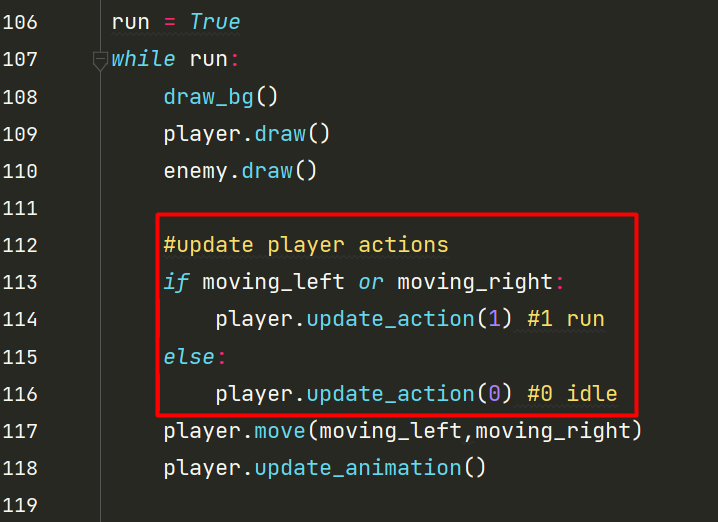 106 run = True
107 while run:
108 draw_bg()
109 player.draw()
110 enemy.draw()
111
112 #update player actions
113 if moving_left or moving_right:
114 player.update_action(1) #1 run
115 else:
116 player.update_action(0) #0 idle
117 player.move(moving_left,moving_right)
118 player.update_animation()
119